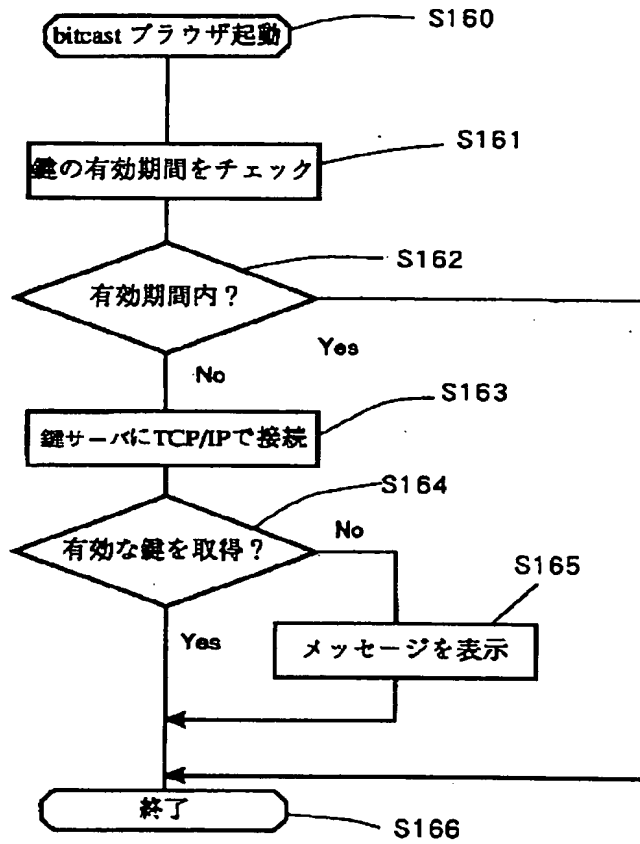 bitcast ブラウザ起動
S160
鍵の有効期間をチェック
S161
有効期間内?
S162
Yes
No
鍵サーバにTCP/IPで接続
S163
有効な鍵を取得?
S164
No
Yes
メッセージを表示
S165
終了
S166